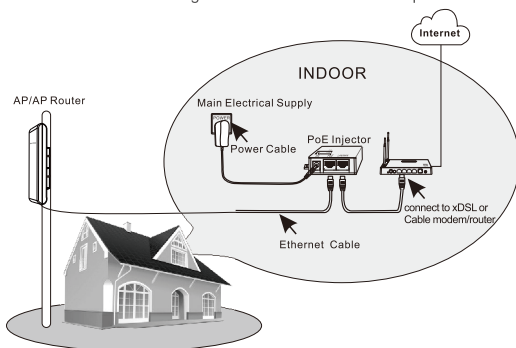 Internet
INDOOR
AP/AP Router
Main Electrical Supply
POWER
Power Cable
PoE Injector
connect to xDSL or
Cable modem/router
Ethernet Cable